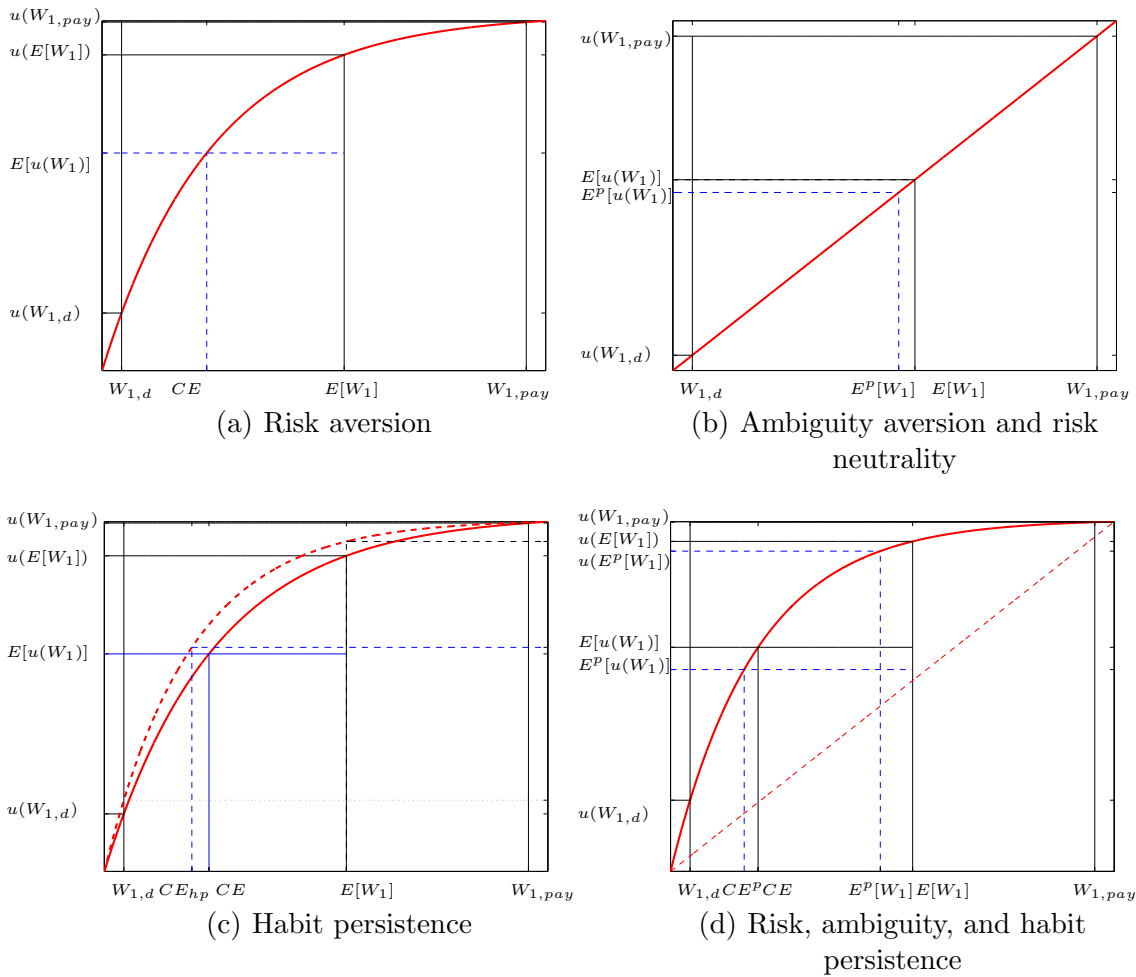 u(W_{1,pay})
u(E[W_1])
E[u(W_1)]
u(W_{1,d})
W_{1,d} CE E[W_1] W_{1,pay}
(a) Risk aversion
u(W_{1,pay})
E[u(W_1)]
E^p[u(W_1)]
u(W_{1,d})
W_{1,d} E^p[W_1] E[W_1] W_{1,pay}
(b) Ambiguity aversion and risk
neutrality
u(W_{1,pay})
u(E[W_1])
E[u(W_1)]
u(W_{1,d})
W_{1,d} CE_{hp} CE E[W_1] W_{1,pay}
(c) Habit persistence
u(W_{1,pay})
u(E[W_1])
u(E^p[W_1])
E[u(W_1)]
E^p[u(W_1)]
u(W_{1,d})
W_{1,d} CE^p CE E^p[W_1] E[W_1] W_{1,pay}
(d) Risk, ambiguity, and habit
persistence